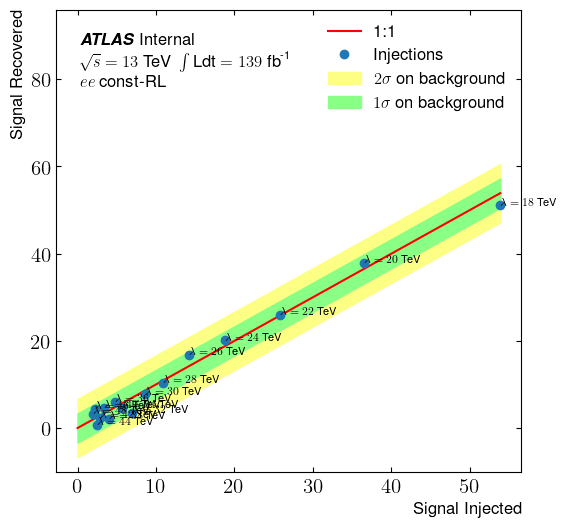 ATLAS Internal
√s = 13 TeV ∫ Ldt = 139 fb⁻¹
ee const-RL
1:1
Injections
2σ on background
1σ on background
Signal Recovered
80
60
40
20
0
λ = 18 TeV
λ = 20 TeV
λ = 22 TeV
λ = 24 TeV
λ = 26 TeV
λ = 28 TeV
λ = 30 TeV
λ = 44 TeV
0
10
20
30
40
50
Signal Injected